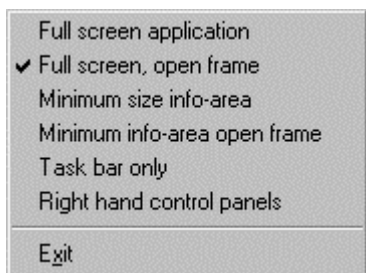 Full screen application
Full screen, open frame
Minimum size info-area
Minimum info-area open frame
Task bar only
Right hand control panels
Exit